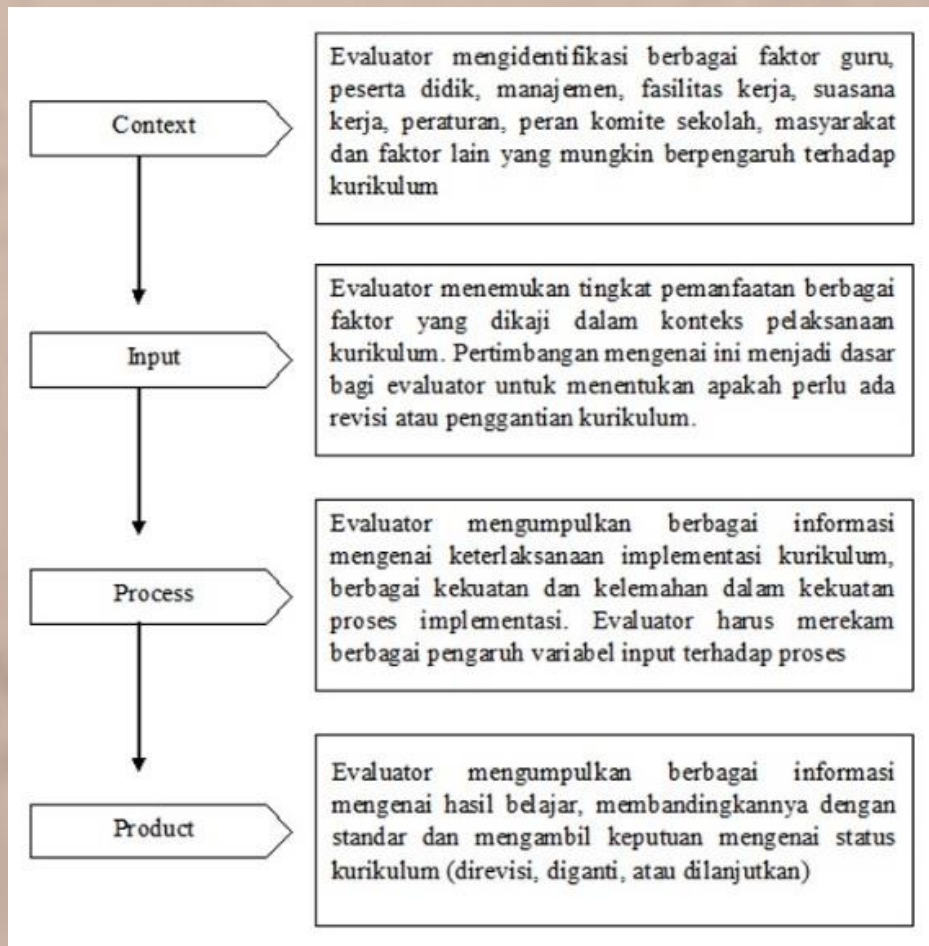 Context
Evaluator mengidentifikasi berbagai faktor guru,
peserta didik, manajemen, fasilitas kerja, suasana
kerja, peraturan, peran komite sekolah, masyarakat
dan faktor lain yang mungkin berpengaruh terhadap
kurikulum
Input
Evaluator menemukan tingkat pemanfaatan berbagai
faktor yang dikaji dalam konteks pelaksanaan
kurikulum. Pertimbangan mengenai ini menjadi dasar
bagi evaluator untuk menentukan apakah perlu ada
revisi atau penggantian kurikulum.
Process
Evaluator mengumpulkan berbagai informasi
mengenai keterlaksanaan implementasi kurikulum,
berbagai kekuatan dan kelemahan dalam kekuatan
proses implementasi. Evaluator harus merekam
berbagai pengaruh variabel input terhadap proses
Product
Evaluator mengumpulkan berbagai informasi
mengenai hasil belajar, membandingkannya dengan
standar dan mengambil keputuan mengenai status
kurikulum (direvisi, diganti, atau dilanjutkan)